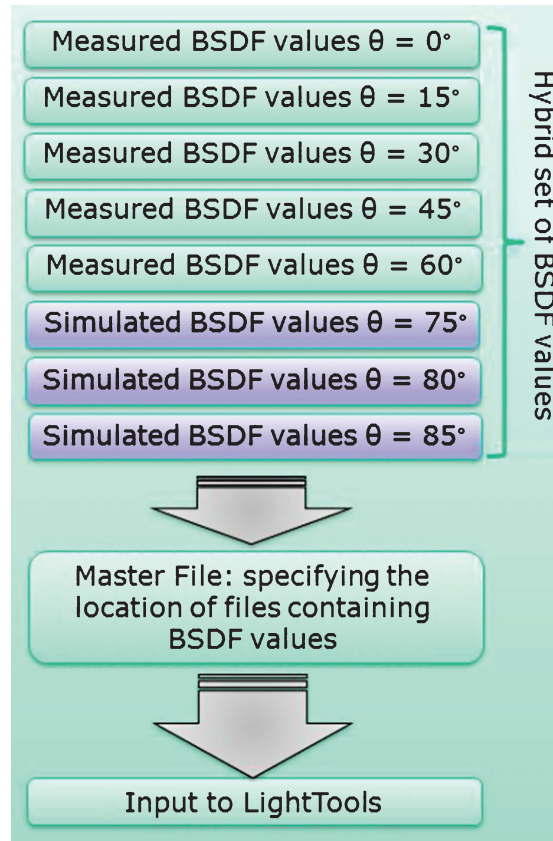 Measured BSDF values θ = 0°
Measured BSDF values θ = 15°
Measured BSDF values θ = 30°
Measured BSDF values θ = 45°
Measured BSDF values θ = 60°
Simulated BSDF values θ = 75°
Simulated BSDF values θ = 80°
Simulated BSDF values θ = 85°
Hybrid set of BSDF values
Master File: specifying the
location of files containing
BSDF values
Input to LightTools